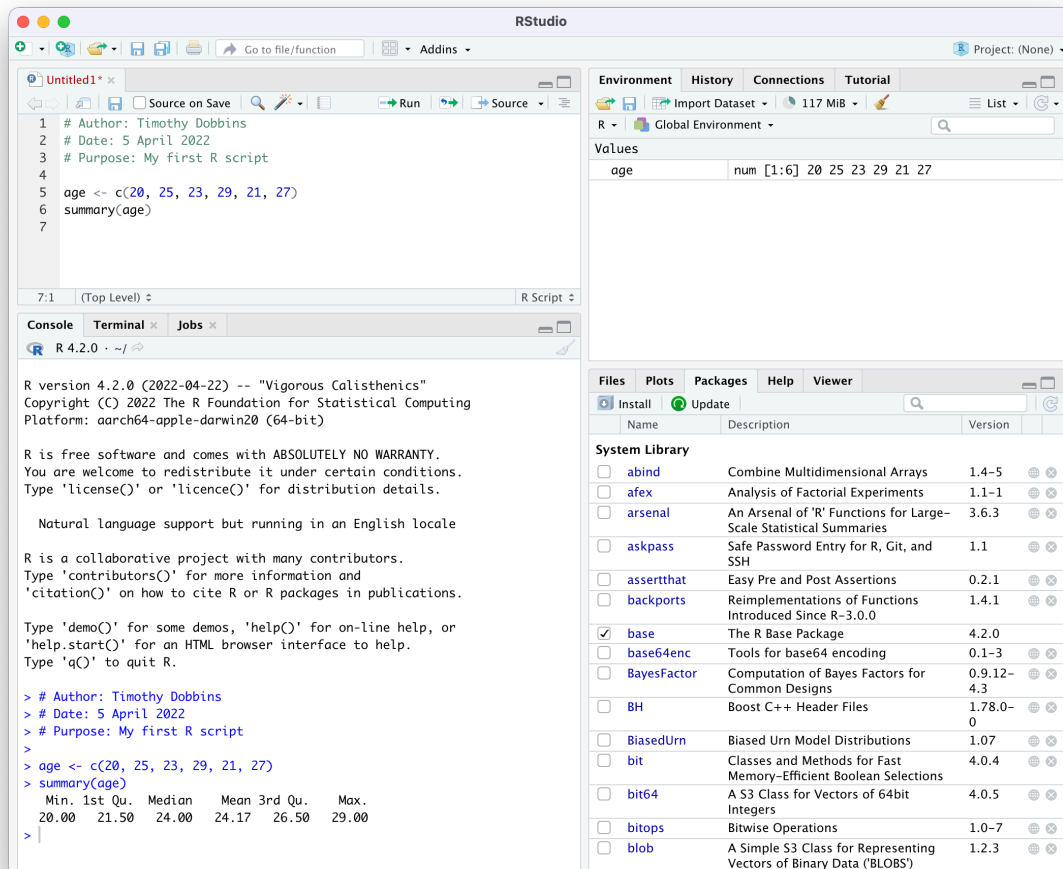 RStudio
Go to file/function
Addins
Project: (None)
Untitled1*
Source on Save
Run
Source
1 # Author: Timothy Dobbins
2 # Date: 5 April 2022
3 # Purpose: My first R script
4
5 age <- c(20, 25, 23, 29, 21, 27)
6 summary(age)
7
7:1 (Top Level) R Script
Console Terminal Jobs
R 4.2.0 · ~/
R version 4.2.0 (2022-04-22) -- "Vigorous Calisthenics"
Copyright (C) 2022 The R Foundation for Statistical Computing
Platform: aarch64-apple-darwin20 (64-bit)
R is free software and comes with ABSOLUTELY NO WARRANTY.
You are welcome to redistribute it under certain conditions.
Type 'license()' or 'licence()' for distribution details.
Natural language support but running in an English locale
R is a collaborative project with many contributors.
Type 'contributors()' for more information and
'citation()' on how to cite R or R packages in publications.
Type 'demo()' for some demos, 'help()' for on-line help, or
'help.start()' for an HTML browser interface to help.
Type 'q()' to quit R.
> # Author: Timothy Dobbins
> # Date: 5 April 2022
> # Purpose: My first R script
>
> age <- c(20, 25, 23, 29, 21, 27)
> summary(age)
Min. 1st Qu. Median Mean 3rd Qu. Max.
20.00 21.50 24.00 24.17 26.50 29.00
>
Environment History Connections Tutorial
Import Dataset 117 MiB List
R Global Environment
Values
age num [1:6] 20 25 23 29 21 27
Files Plots Packages Help Viewer
Install Update
Name Description Version
System Library
abind Combine Multidimensional Arrays 1.4-5
afex Analysis of Factorial Experiments 1.1-1
arsenal An Arsenal of 'R' Functions for Large- 3.6.3
Scale Statistical Summaries
askpass Safe Password Entry for R, Git, and 1.1
SSH
assertthat Easy Pre and Post Assertions 0.2.1
backports Reimplementations of Functions 1.4.1
Introduced Since R-3.0.0
base The R Base Package 4.2.0
base64enc Tools for base64 encoding 0.1-3
BayesFactor Computation of Bayes Factors for 0.9.12-
Common Designs 4.3
BH Boost C++ Header Files 1.78.0-
0
BiasedUrn Biased Urn Model Distributions 1.07
bit Classes and Methods for Fast 4.0.4
Memory-Efficient Boolean Selections
bit64 A S3 Class for Vectors of 64bit 4.0.5
Integers
bitops Bitwise Operations 1.0-7
blob A Simple S3 Class for Representing 1.2.3
Vectors of Binary Data ('BLOBS')